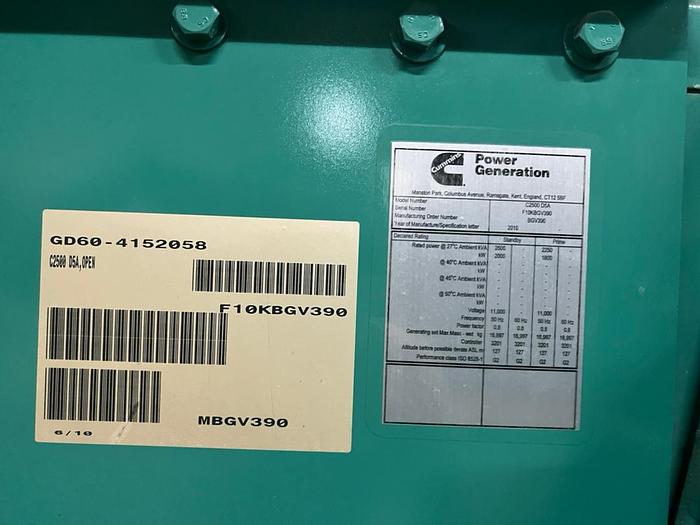 GD60-4152058
C2500 D5A,OPEN
F10KBGV390
MBGV390
6/10
Cummins
Power
Generation
Manston Park, Columbus Avenue, Ramsgate, Kent, England, CT12 5BF
Model Number C2500 D5A
Serial Number F10KBGV390
Manufacturing Order Number BGV390
Year of Manufacture/Specification letter 2010
Declared Rating Standby Prime
Rated power @ 27°C Ambient kVA 2500 2250
kW 2000 1800
@ 40°C Ambient kVA
kW
@ 45°C Ambient kVA
kW
@ 50°C Ambient kVA
kW
Voltage 11,000 11,000
Frequency 50 Hz 60 Hz 50 Hz 60 Hz
Power factor 0.8 0.8 0.8 0.8
Generating set Max Mass - wet kg 16,997 16,997 16,997 16,997
Controller 3201 3201 3201 3201
Altitude before possible derate ASL m 127 127 127 127
Performance class ISO 8528-1 G2 G2 G2 G2